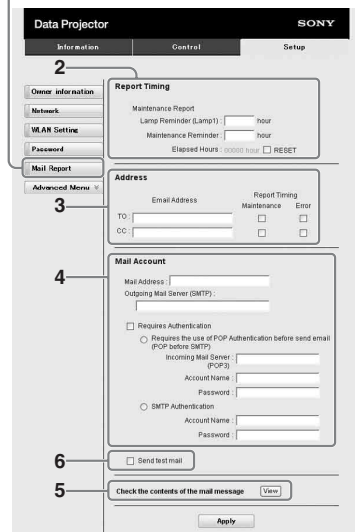 Data Projector
SONY
Information
Control
Setup
2
Owner information
Network
WLAN Setting
Password
Mail Report
Advanced Menu
Report Timing
Maintenance Report
Lamp Reminder (Lamp1) : hour
Maintenance Reminder : hour
Elapsed Hours : 00000 hour RESET
3
Address
Email Address
Report Timing
Maintenance Error
TO :
CC :
4
Mail Account
Mail Address :
Outgoing Mail Server (SMTP) :
Requires Authentication
Requires the use of POP Authentication before send email
(POP before SMTP)
Incoming Mail Server :
(POP3)
Account Name :
Password :
SMTP Authentication
Account Name :
Password :
6
Send test mail
5
Check the contents of the mail message View
Apply